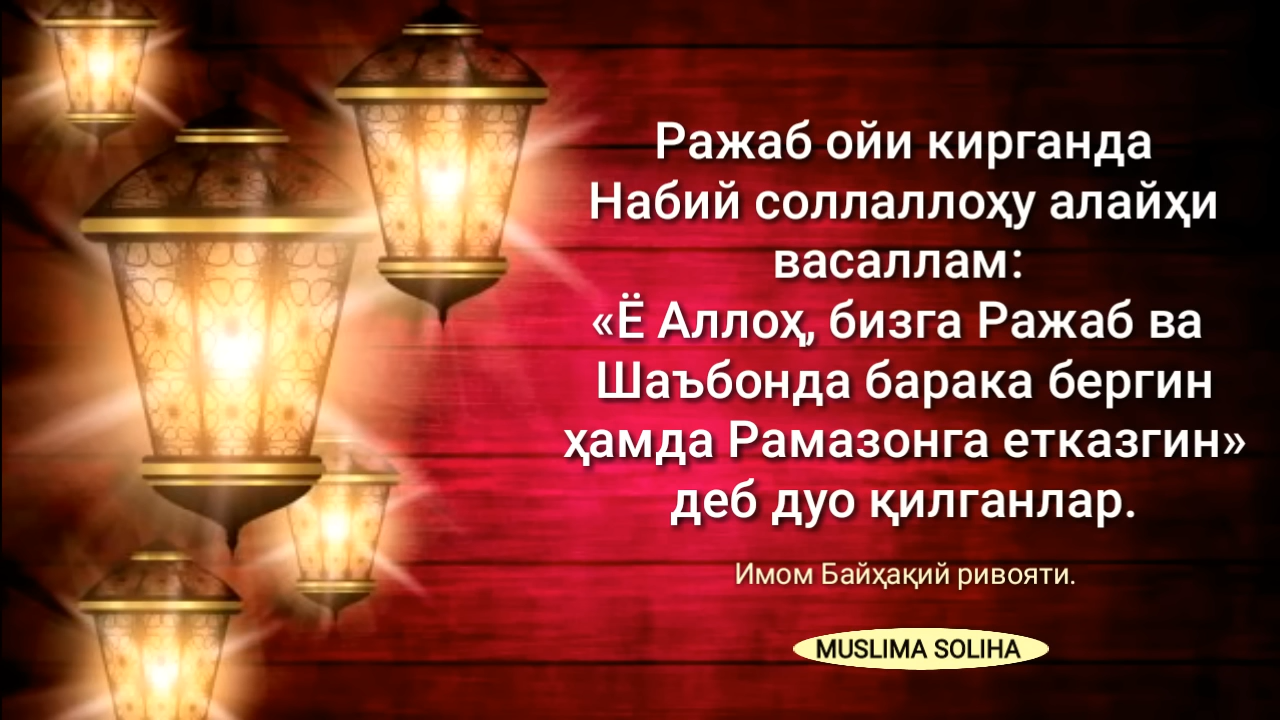 Ражаб ойи кирганда
Набий соллаллоҳу алайҳи
васаллам:
«Ё Аллоҳ, бизга Ражаб ва
Шаъбонда барака бергин
ҳамда Рамазонга етказгин»
деб дуо қилганлар.
Имом Байҳақий ривояти.
MUSLIMA SOLIHA